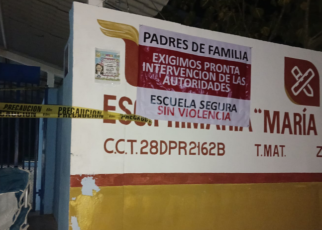 PADRES DE FAMILIA
EXIGIMOS PRONTA
INTERVENCION DE LAS
AUTORIDADES
ESCUELA SEGURA
SIN VIOLENCIA
PRECAUCION PRECAUCION
"MARÍA
C.C.T. 28DPR2162B T.MAT. Z